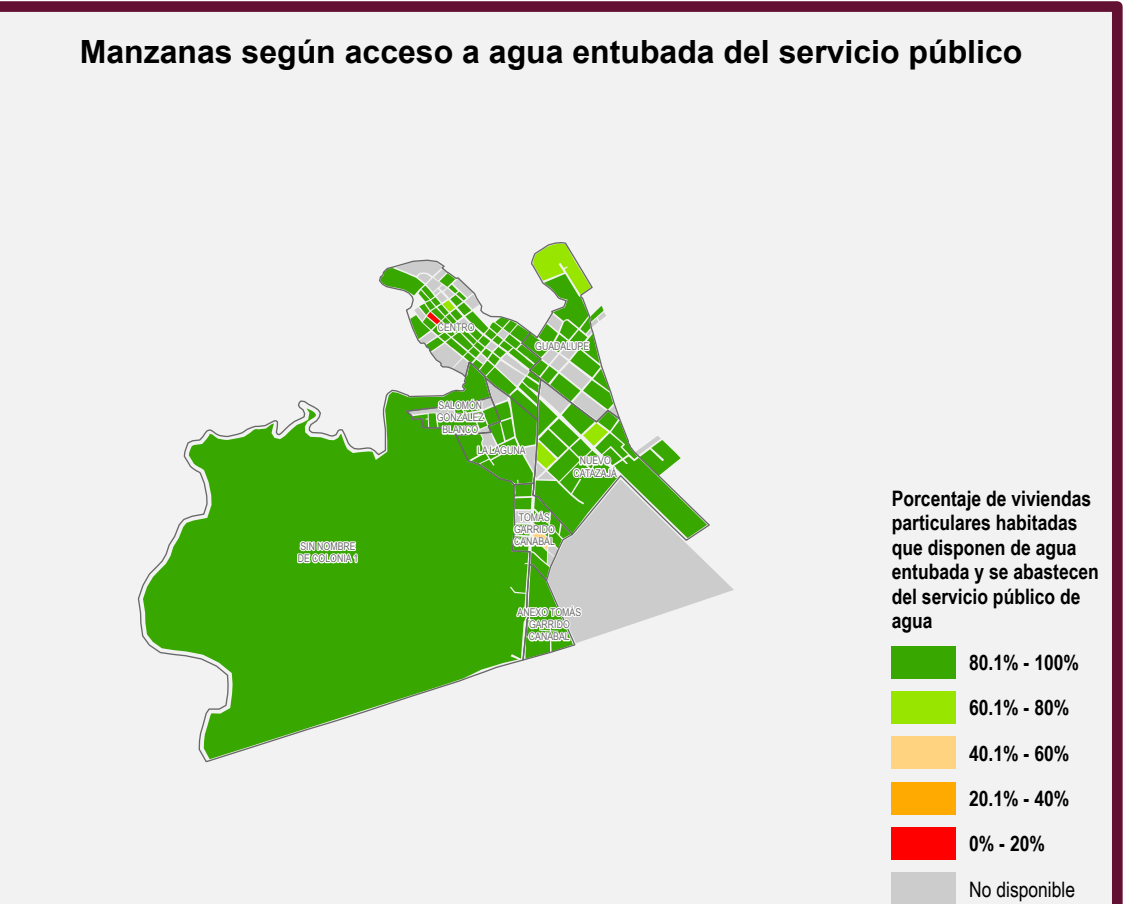 Manzanas según acceso a agua entubada del servicio público
CENTRO
GUADALUPE
SALOMÓN
GONZÁLEZ
BLANCO
LA LAGUNA
NUEVO
CATAZAJÁ
TOMÁS
GARRIDO
CANABAL
SIN NOMBRE
DE COLONIA 1
ANEXO TOMÁS
GARRIDO
CANABAL
Porcentaje de viviendas
particulares habitadas
que disponen de agua
entubada y se abastecen
del servicio público de
agua
80.1% - 100%
60.1% - 80%
40.1% - 60%
20.1% - 40%
0% - 20%
No disponible